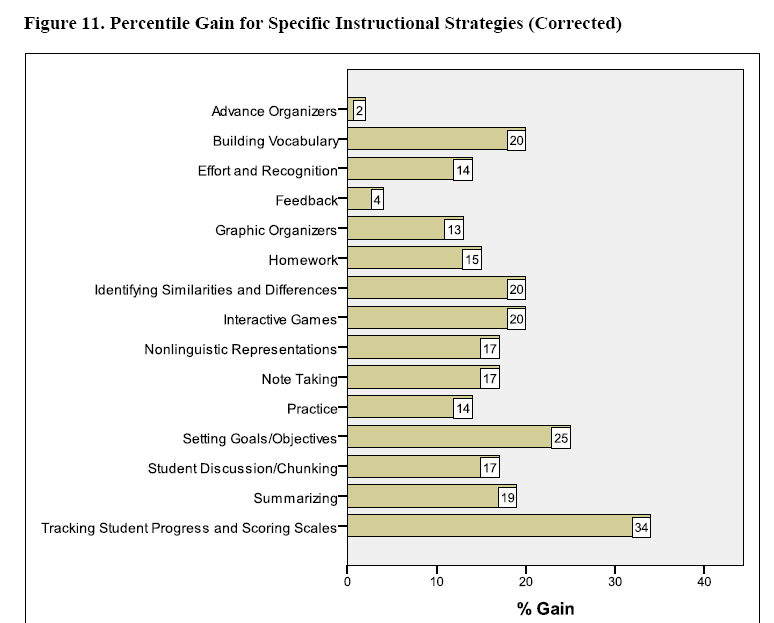 Figure 11. Percentile Gain for Specific Instructional Strategies (Corrected)
Advance Organizers 2
Building Vocabulary 20
Effort and Recognition 14
Feedback 4
Graphic Organizers 13
Homework 15
Identifying Similarities and Differences 20
Interactive Games 20
Nonlinguistic Representations 17
Note Taking 17
Practice 14
Setting Goals/Objectives 25
Student Discussion/Chunking 17
Summarizing 19
Tracking Student Progress and Scoring Scales 34
0 10 20 30 40
% Gain